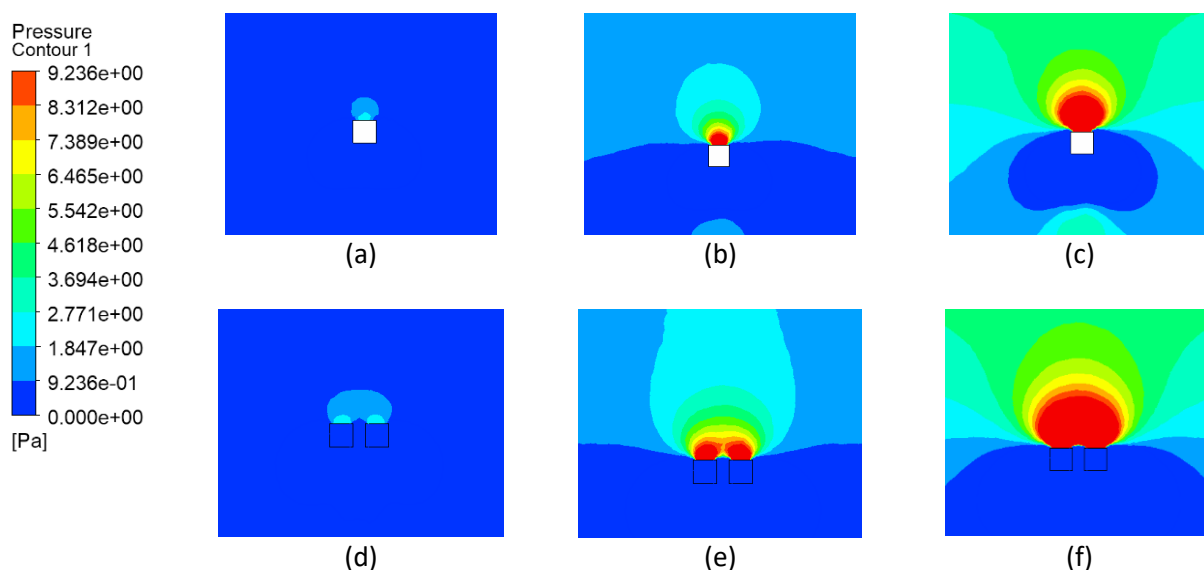 Pressure
Contour 1
9.236e+00
8.312e+00
7.389e+00
6.465e+00
5.542e+00
4.618e+00
3.694e+00
2.771e+00
1.847e+00
9.236e-01
0.000e+00
[Pa]
(a)
(b)
(c)
(d)
(e)
(f)